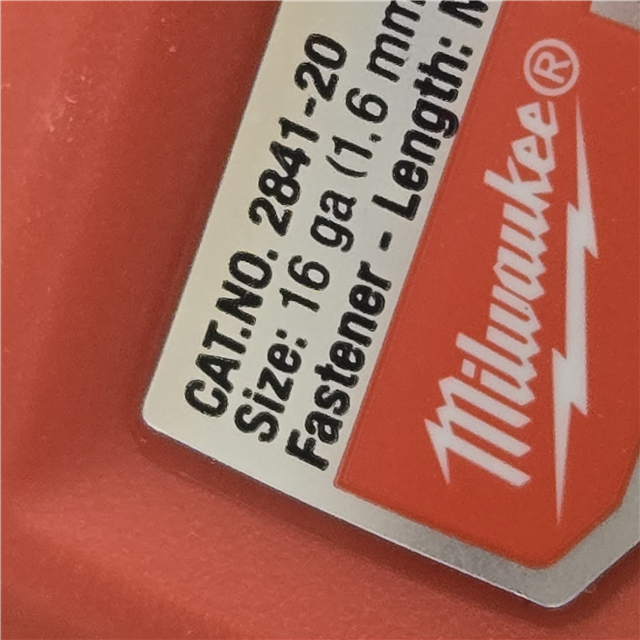 CAT.NO. 2841-20
Size: 16 ga (1.6 mm
Fastener - Length:
Milwaukee®